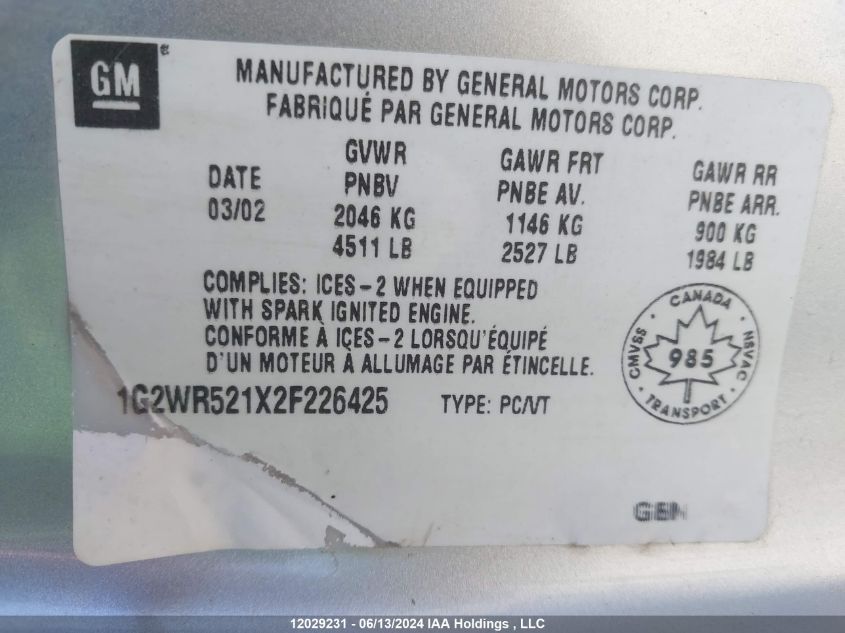 GM
MANUFACTURED BY GENERAL MOTORS CORP.
FABRIQUÉ PAR GENERAL MOTORS CORP.
DATE GVWR GAWR FRT GAWR RR
03/02 PNBV PNBE AV. PNBE ARR.
2046 KG 1146 KG 900 KG
4511 LB 2527 LB 1984 LB
COMPLIES: ICES-2 WHEN EQUIPPED
WITH SPARK IGNITED ENGINE.
CONFORME À ICES-2 LORSQU'ÉQUIPÉ
D'UN MOTEUR À ALLUMAGE PAR ÉTINCELLE.
CANADA
CMVSS 985 NSVAC
TRANSPORT
1G2WR521X2F226425 TYPE: PC/VT
12029231 - 06/13/2024 IAA Holdings , LLC